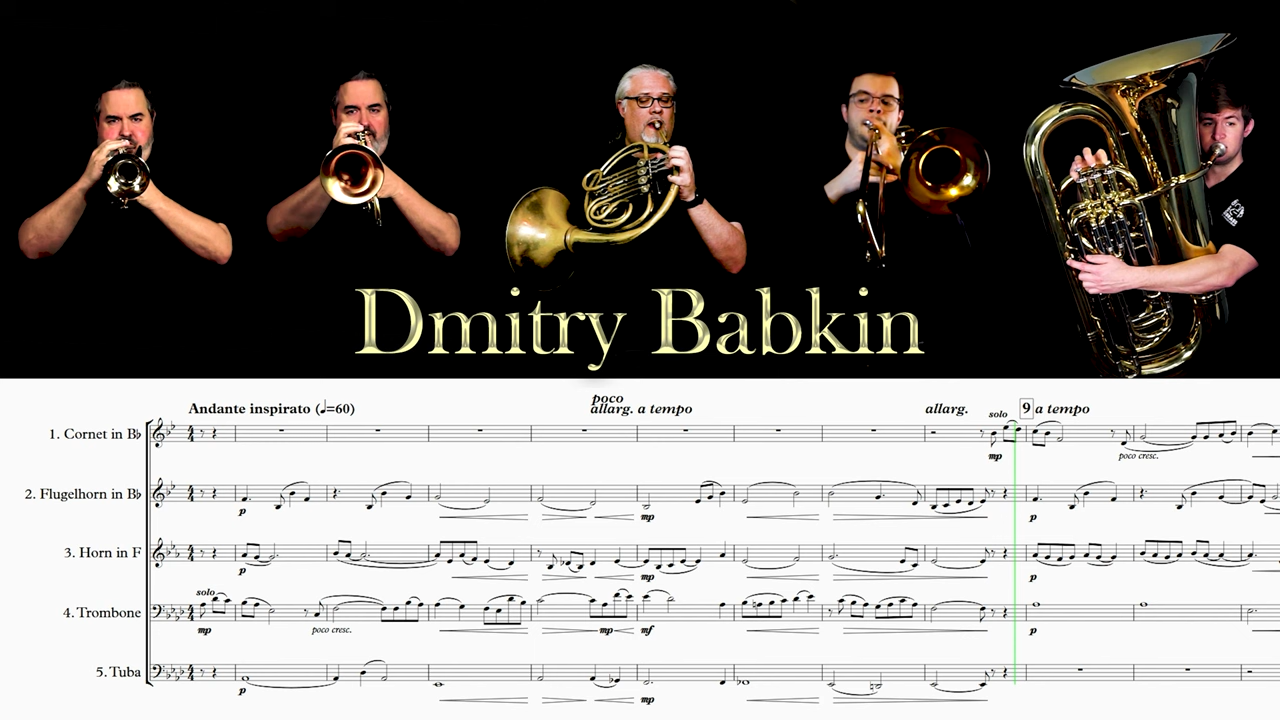 Dmitry Babkin
Andante inspirato (♩=60)
poco
allarg. a tempo
allarg.
solo
9 a tempo
1. Cornet in B♭
mp
poco cresc.
2. Flugelhorn in B♭
p
mp
p
3. Horn in F
p
mp
p
solo
4. Trombone
mp
poco cresc.
mp
mf
p
5. Tuba
p
mp